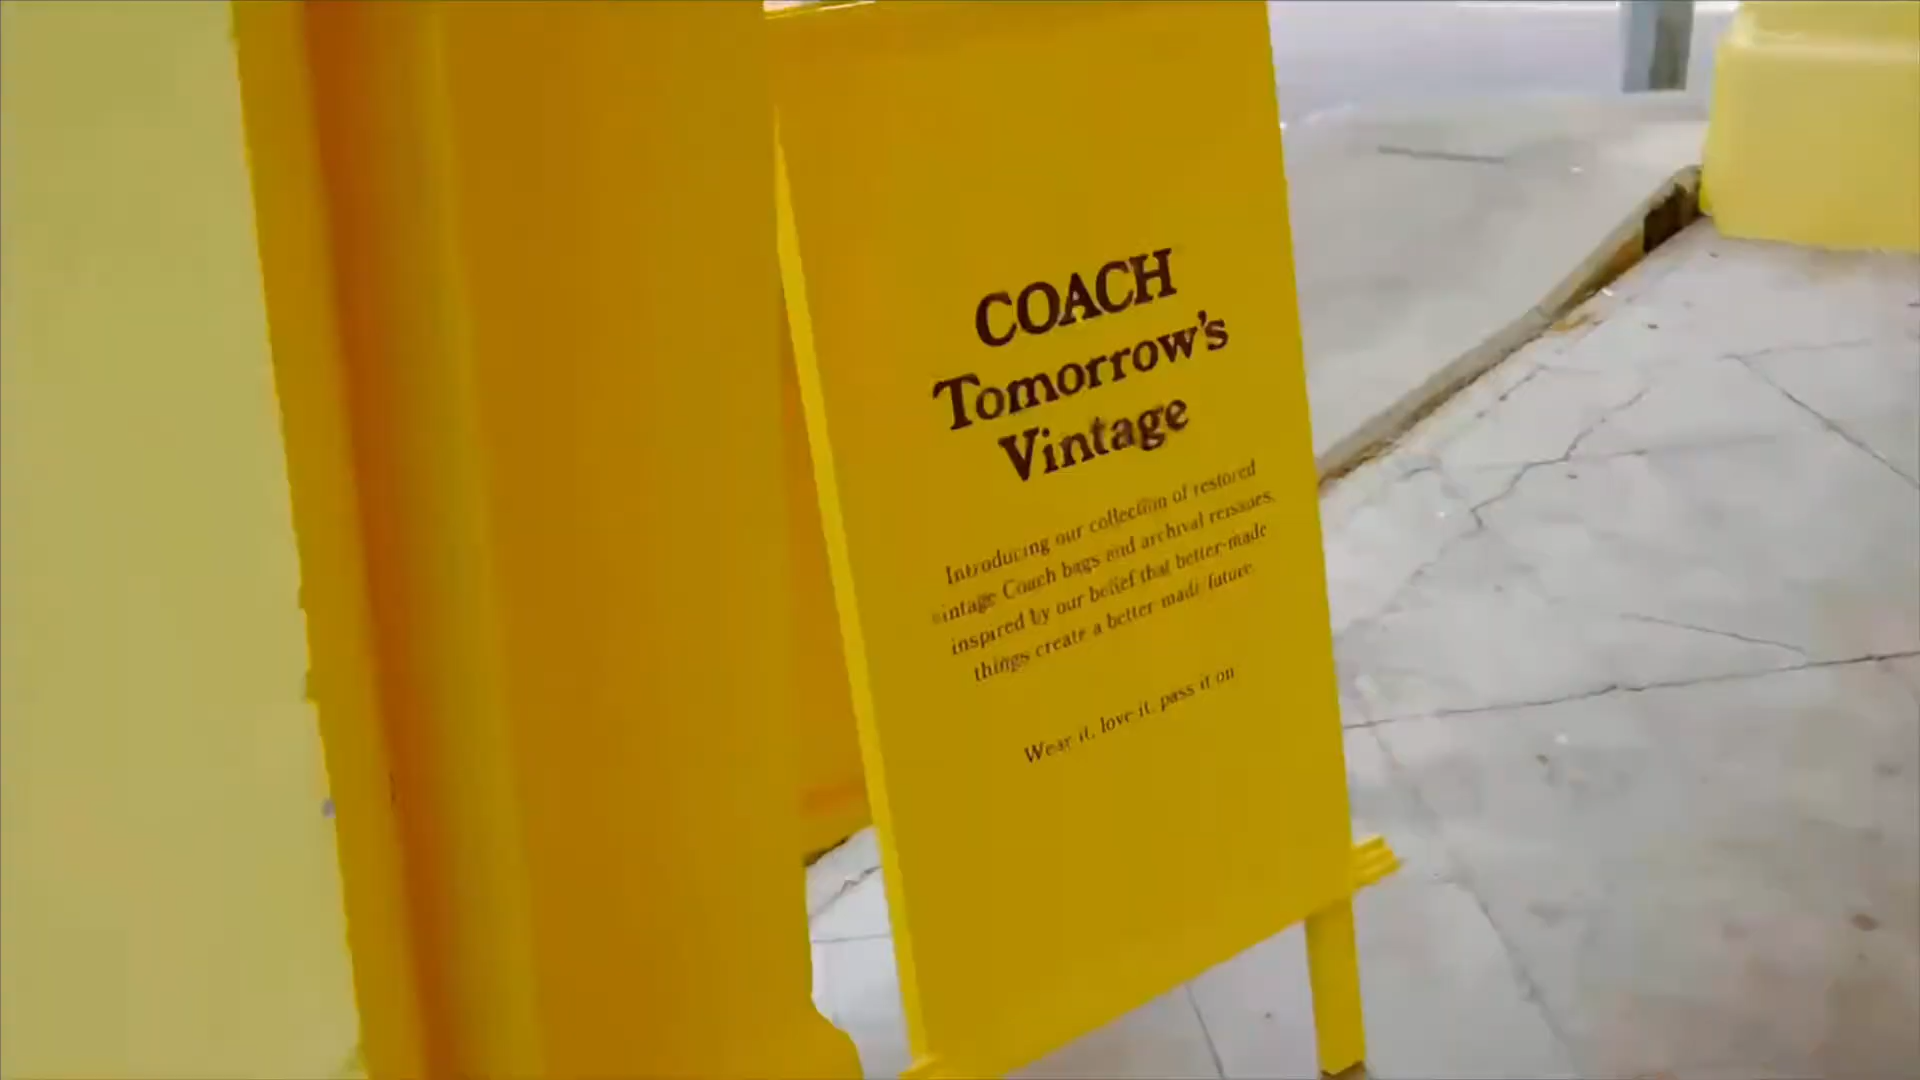 COACH
Tomorrow's
Vintage
Introducing our collection of restored
vintage Coach bags and archival reissues,
inspired by our belief that better-made
things create a better-made future.
Wear it, love it, pass it on